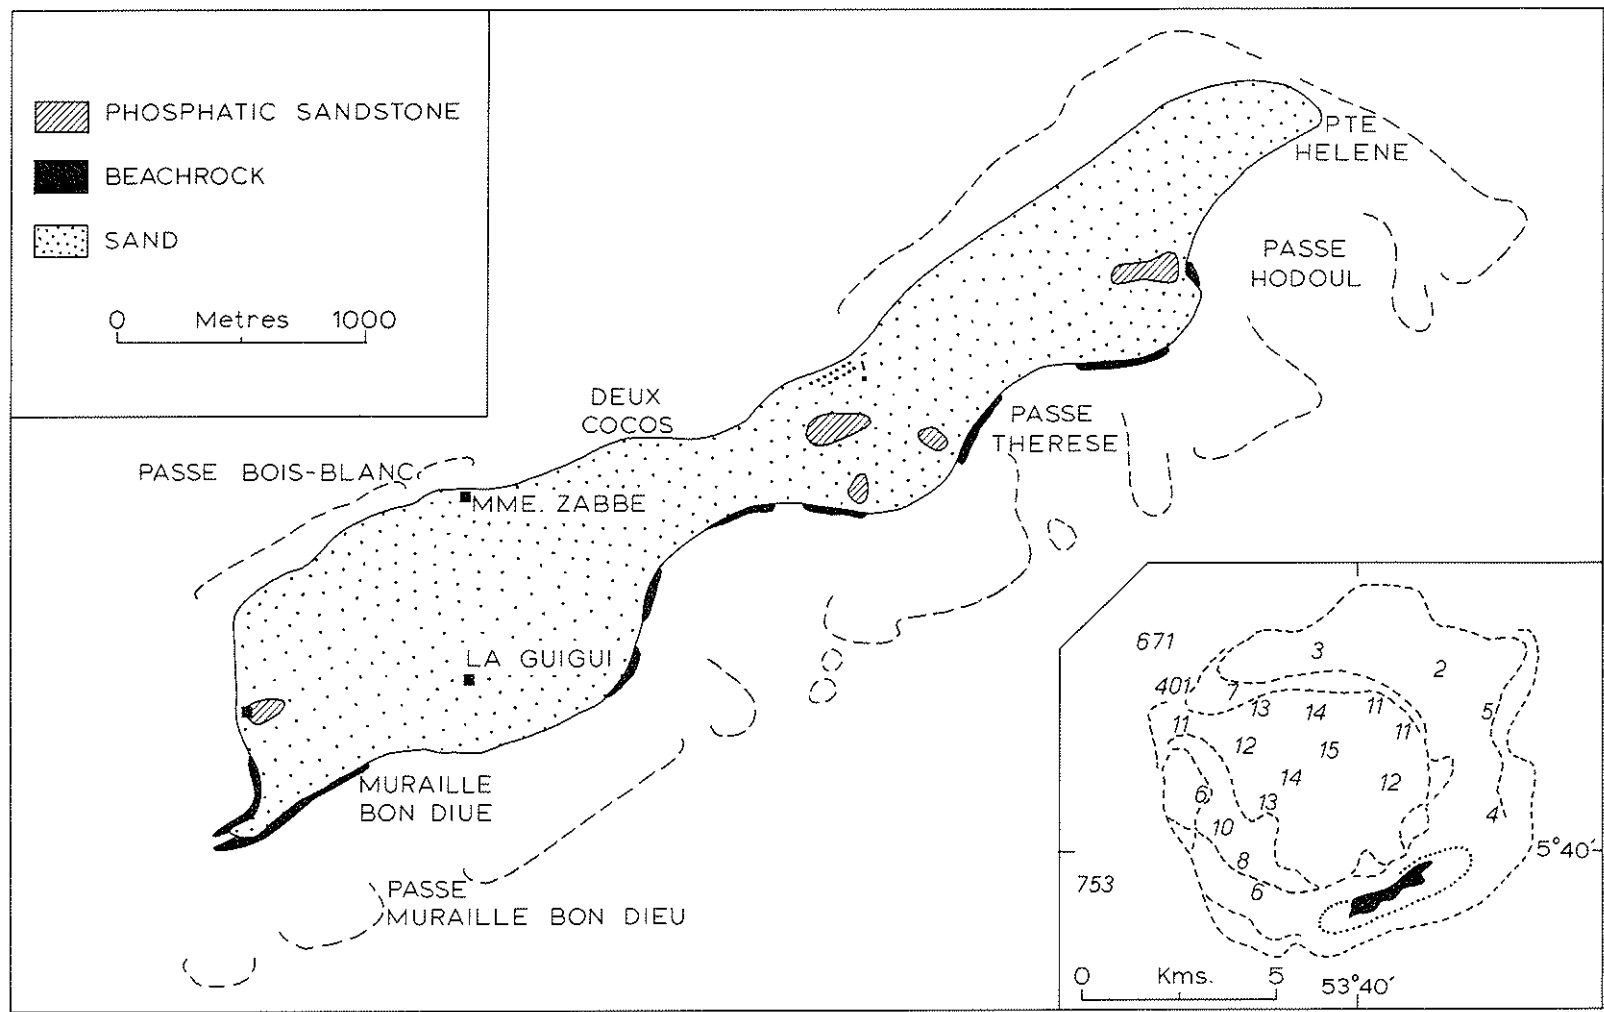 PHOSPHATIC SANDSTONE
BEACHROCK
SAND
0 Metres 1000
PTE
HELENE
PASSE
HODOUL
DEUX
COCOS
PASSE
THERESE
PASSE BOIS-BLANC
MME. ZABBE
LA GUIGUI
MURAILLE
BON DIUE
PASSE
MURAILLE BON DIEU
671
3
2
401
7
13
14
11
5
11
11
12
15
14
12
6
13
4
10
8
5°40′
753
6
0 Kms. 5
53°40′